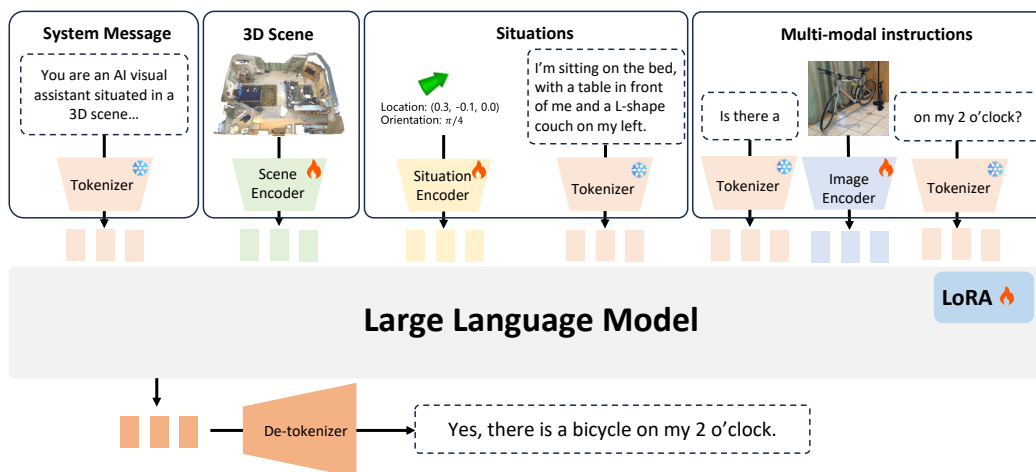 System Message
You are an AI visual
assistant situated in a
3D scene…
Tokenizer
3D Scene
Scene
Encoder
Situations
Location: (0.3, -0.1, 0.0)
Orientation: π/4
Situation
Encoder
I'm sitting on the bed,
with a table in front
of me and a L-shape
couch on my left.
Tokenizer
Multi-modal instructions
Is there a
Tokenizer
Image
Encoder
on my 2 o'clock?
Tokenizer
LoRA
Large Language Model
De-tokenizer
Yes, there is a bicycle on my 2 o'clock.